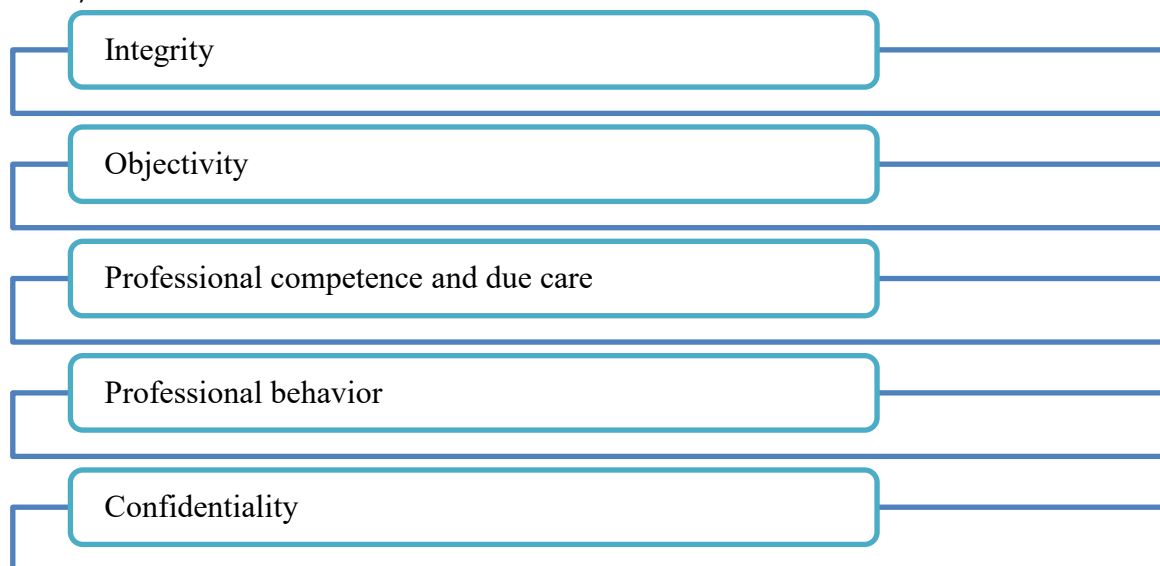 Integrity
Objectivity
Professional competence and due care
Professional behavior
Confidentiality